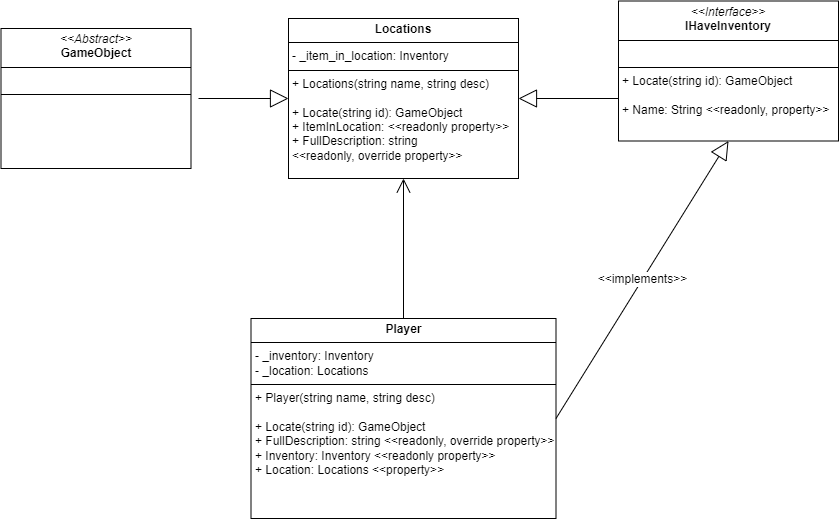 <<Abstract>>
GameObject
Locations
- _item_in_location: Inventory
+ Locations(string name, string desc)
+ Locate(string id): GameObject
+ ItemInLocation: <<readonly property>>
+ FullDescription: string
<<readonly, override property>>
<<Interface>>
IHaveInventory
+ Locate(string id): GameObject
+ Name: String <<readonly, property>>
<<implements>>
Player
- _inventory: Inventory
- _location: Locations
+ Player(string name, string desc)
+ Locate(string id): GameObject
+ FullDescription: string <<readonly, override property>>
+ Inventory: Inventory <<readonly property>>
+ Location: Locations <<property>>